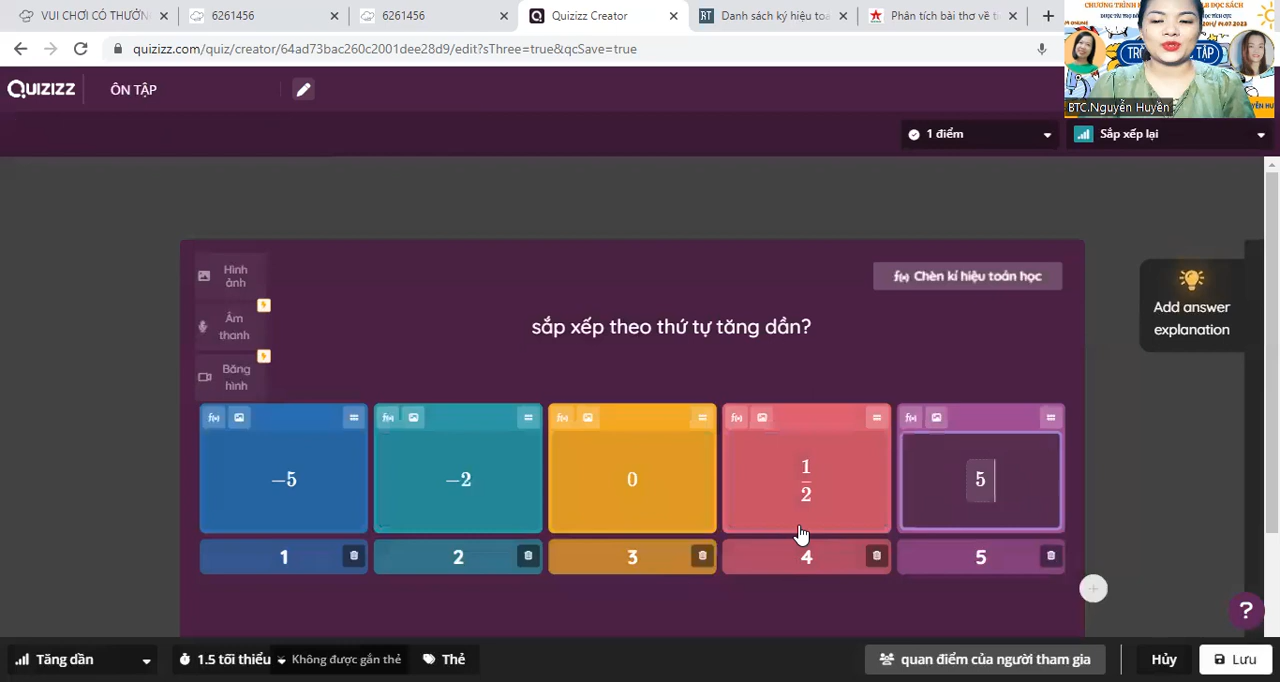 VUI CHƠI CÓ THƯỞN
6261456
6261456
Quizizz Creator
RT
Danh sách ký hiệu toá
Phân tích bài thơ về ti
quizizz.com/quiz/creator/64ad73bac260c2001dee28d9/edit?sThree=true&qcSave=true
BTC.Nguyễn Huyền
QUIZIZZ
ÔN TẬP
1 điểm
Sắp xếp lại
Hình
ảnh
Âm
thanh
Băng
hình
f(x) Chèn kí hiệu toán học
sắp xếp theo thứ tự tăng dần?
Add answer
explanation
f(x)
f(x)
f(x)
f(x)
f(x)
−5
−2
0
1
2
5
1
2
3
4
5
?
Tăng dần
1.5 tối thiểu
Không được gắn thẻ
Thẻ
quan điểm của người tham gia
Hủy
Lưu